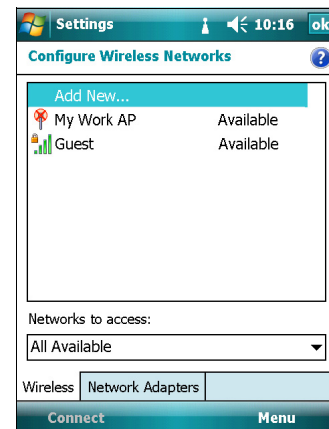 Settings 10:16 ok
Configure Wireless Networks ?
Add New...
My Work AP Available
Guest Available
Networks to access:
All Available
Wireless Network Adapters
Connect Menu